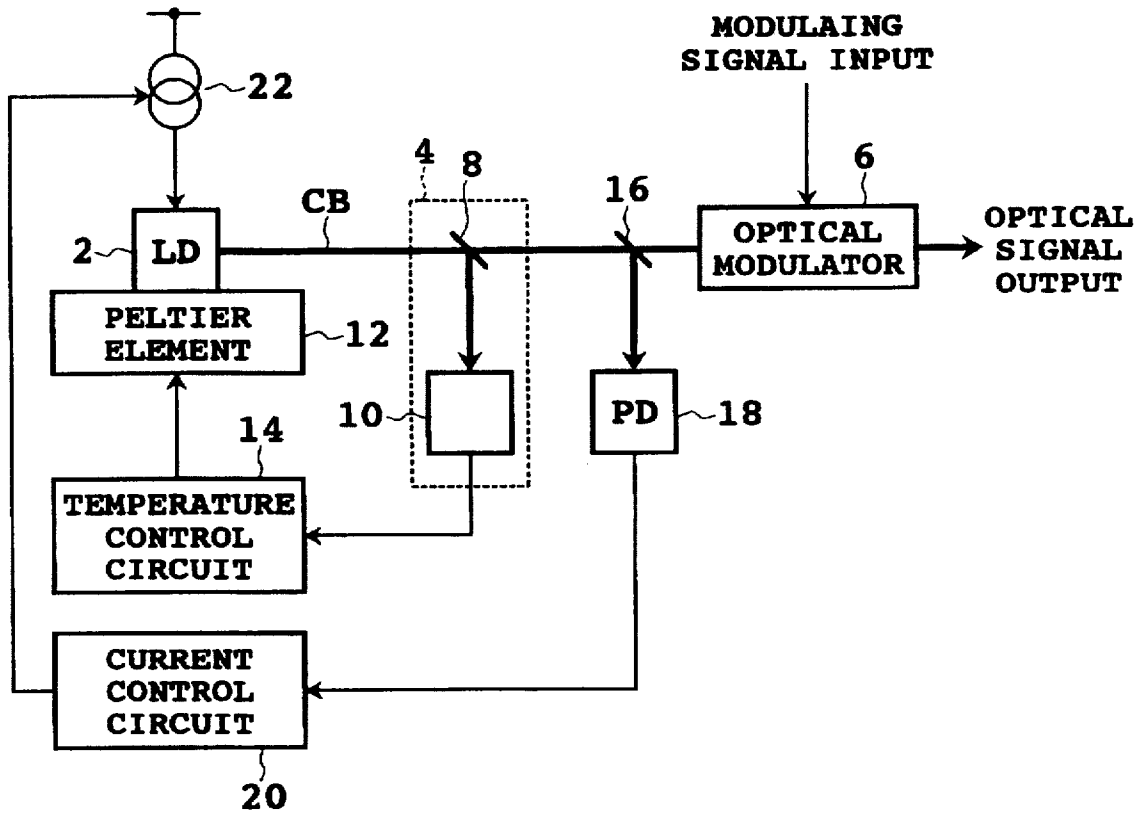 MODULAING
SIGNAL INPUT
22
4
8
6
16
CB
2
LD
OPTICAL
MODULATOR
OPTICAL
SIGNAL
OUTPUT
PELTIER
ELEMENT
12
10
PD
18
14
TEMPERATURE
CONTROL
CIRCUIT
CURRENT
CONTROL
CIRCUIT
20